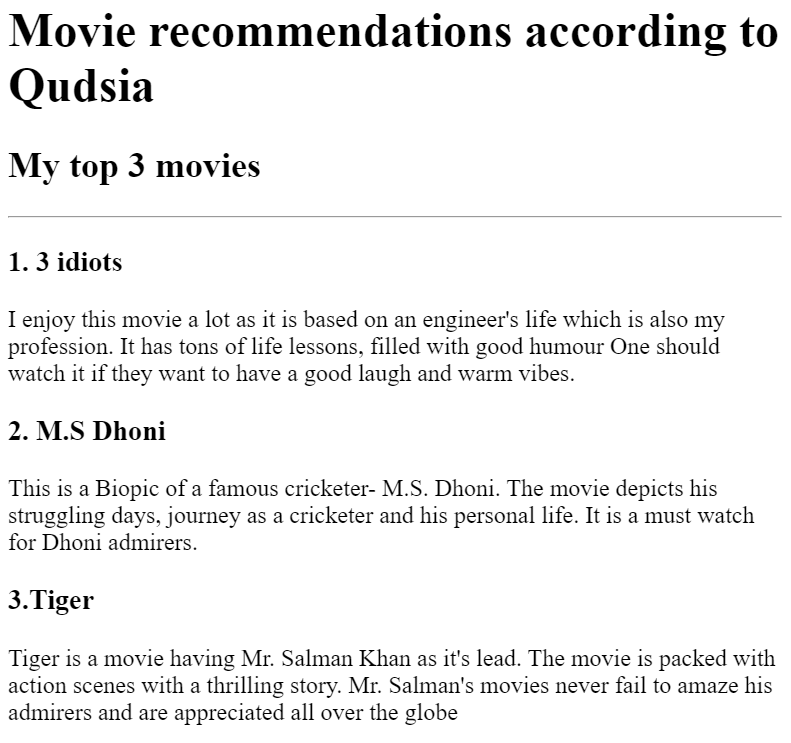 Movie recommendations according to
Qudsia
My top 3 movies
1. 3 idiots
I enjoy this movie a lot as it is based on an engineer's life which is also my
profession. It has tons of life lessons, filled with good humour One should
watch it if they want to have a good laugh and warm vibes.
2. M.S Dhoni
This is a Biopic of a famous cricketer- M.S. Dhoni. The movie depicts his
struggling days, journey as a cricketer and his personal life. It is a must watch
for Dhoni admirers.
3.Tiger
Tiger is a movie having Mr. Salman Khan as it's lead. The movie is packed with
action scenes with a thrilling story. Mr. Salman's movies never fail to amaze his
admirers and are appreciated all over the globe